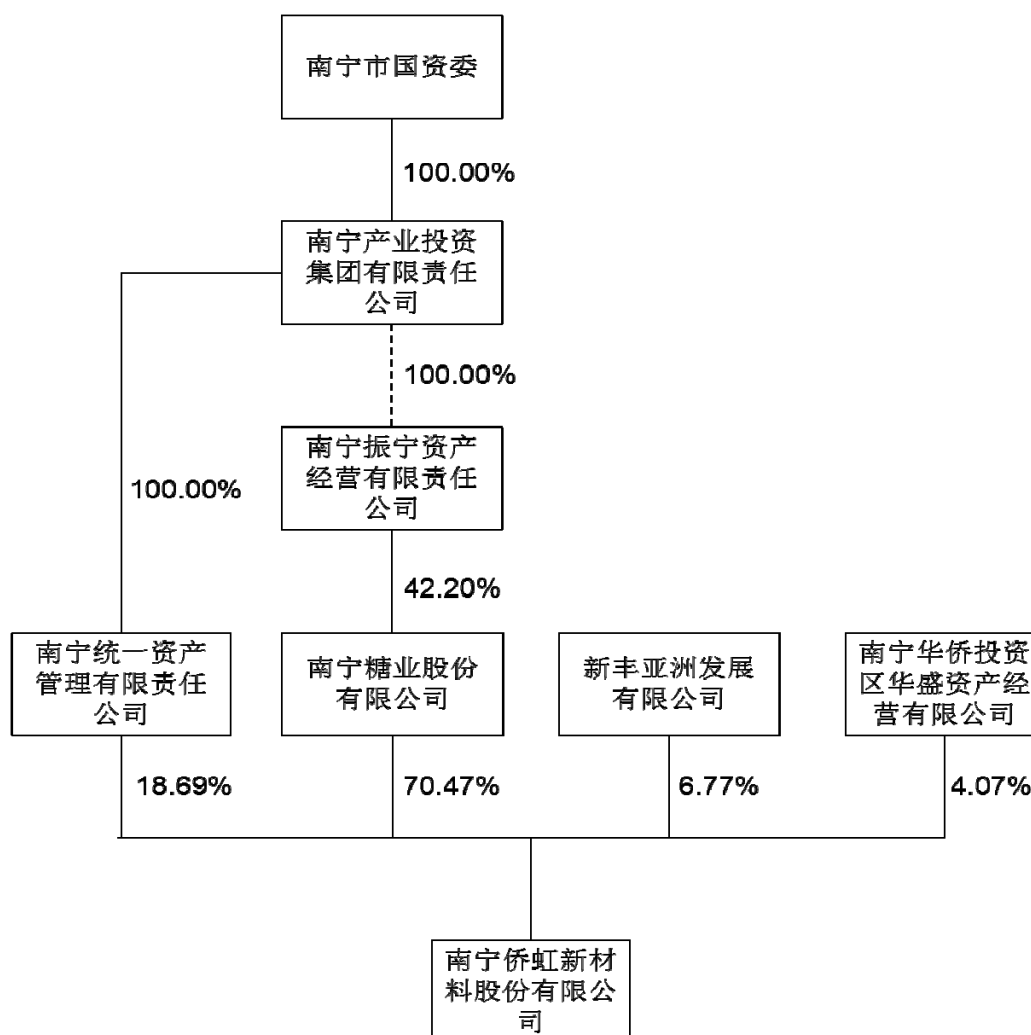 南宁市国资委
100.00%
南宁产业投资
集团有限责任
公司
100.00%
南宁振宁资产
经营有限责任
公司
100.00%
42.20%
南宁统一资产
管理有限责任
公司
南宁糖业股份
有限公司
新丰亚洲发展
有限公司
南宁华侨投资
区华盛资产经
营有限公司
18.69%
70.47%
6.77%
4.07%
南宁侨虹新材
料股份有限公
司